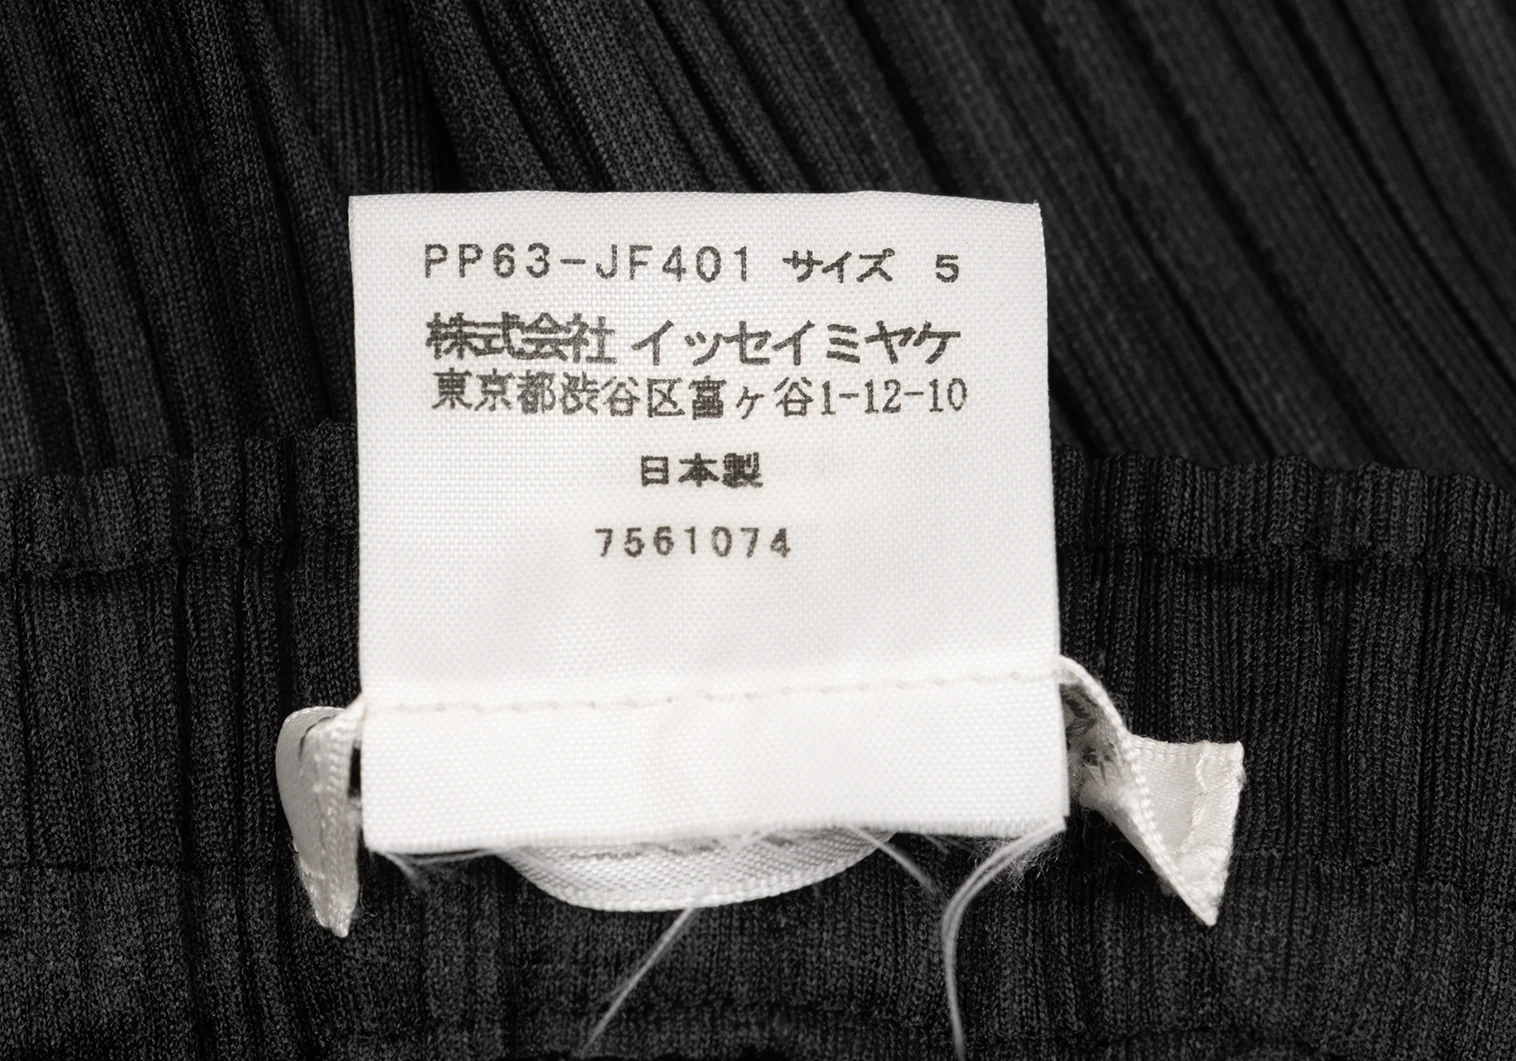 PP63-JF401 サイズ 5
株式会社 イッセイミヤケ
東京都渋谷区富ヶ谷1-12-10
日本製
7561074